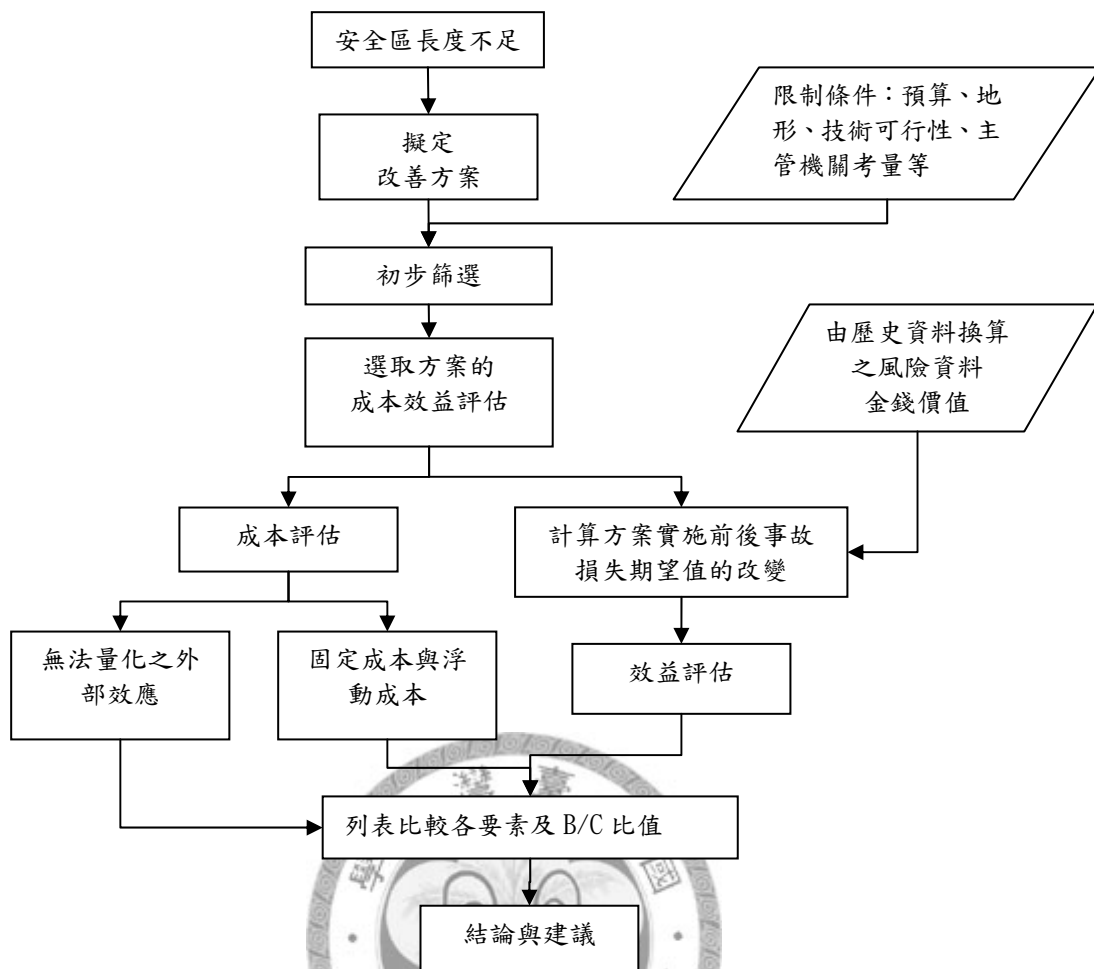 安全區長度不足
限制條件：預算、地
形、技術可行性、主
管機關考量等
擬定
改善方案
初步篩選
由歷史資料換算
之風險資料
金錢價值
選取方案的
成本效益評估
成本評估
計算方案實施前後事故
損失期望值的改變
無法量化之外
部效應
固定成本與浮
動成本
效益評估
臺
灣
列表比較各要素及 B/C 比值
學
國
結論與建議